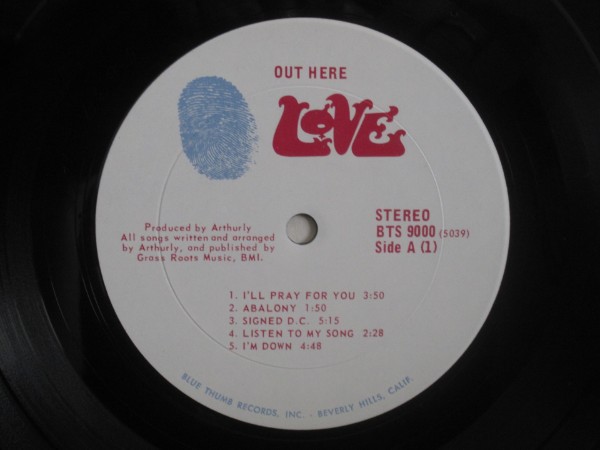 OUT HERE
LOVE
STEREO
BTS 9000 (5039)
Side A (1)
Produced by Arthurly
All songs written and arranged
by Arthurly, and published by
Grass Roots Music, BMI.
1. I'LL PRAY FOR YOU 3:50
2. ABALONY 1:50
3. SIGNED D.C. 5:15
4. LISTEN TO MY SONG 2:28
5. I'M DOWN 4:48
BLUE THUMB RECORDS, INC. - BEVERLY HILLS, CALIF.